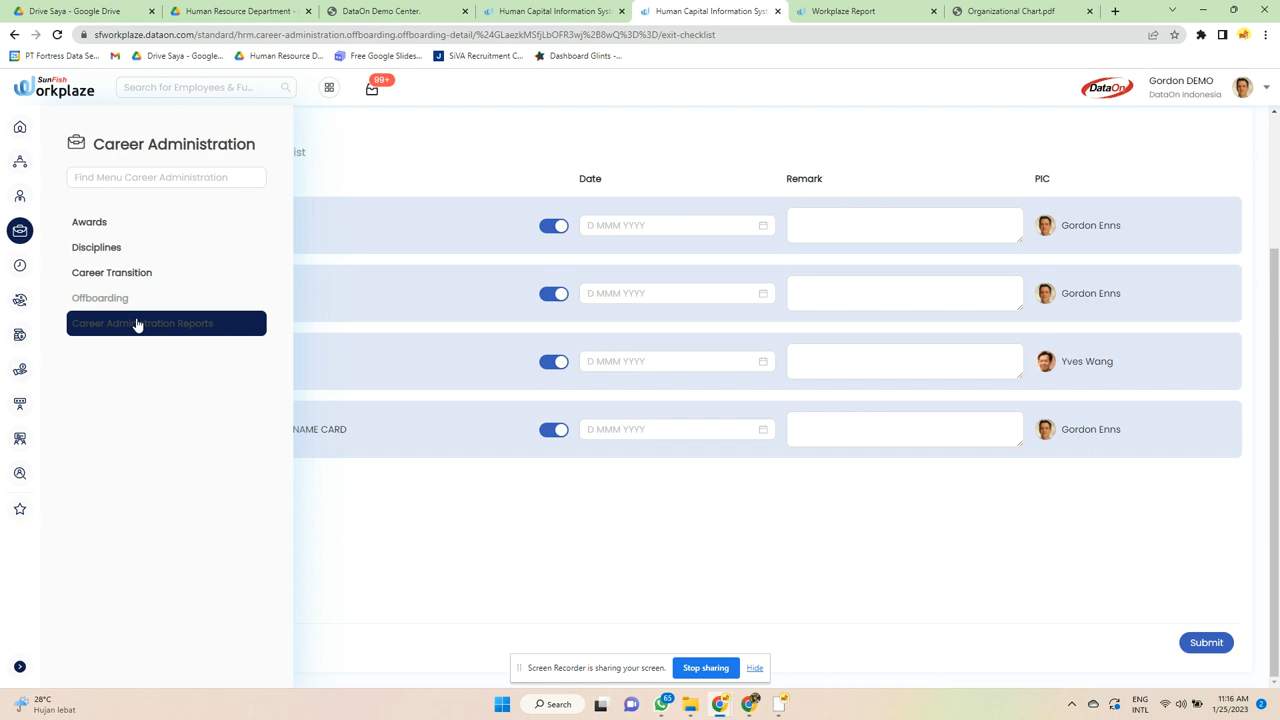 Drive Saya - Google Drive
Human Resource Departement -
DataOn Demo Center.
Human Capital Information Syst
Human Capital Information Syst
Workplaze Report
Organizational Chart.pdf
sfworkplaze.dataon.com/standard/hrm.career-administration.offboarding.offboarding-detail/%24GLaezkMSfjLbOFR3wj%2B8wQ%3D%3D/exit-checklist
PT Fortress Data Se...
Drive Saya - Google...
Human Resource D...
Free Google Slides...
SiVA Recruitment C...
Dashboard Glints -...
SunFish
Workplaze
Search for Employees & Fu...
99+
DataOn
Gordon DEMO
DataOn Indonesia
Career Administration
Find Menu Career Administration
Awards
Disciplines
Career Transition
Offboarding
Career Administration Reports
ist
Date
Remark
PIC
D MMM YYYY
Gordon Enns
D MMM YYYY
Gordon Enns
D MMM YYYY
Yves Wang
NAME CARD
D MMM YYYY
Gordon Enns
Submit
Screen Recorder is sharing your screen.
Stop sharing
Hide
28°C
Hujan lebat
Search
65
ENG
INTL
11:16 AM
1/25/2023
2